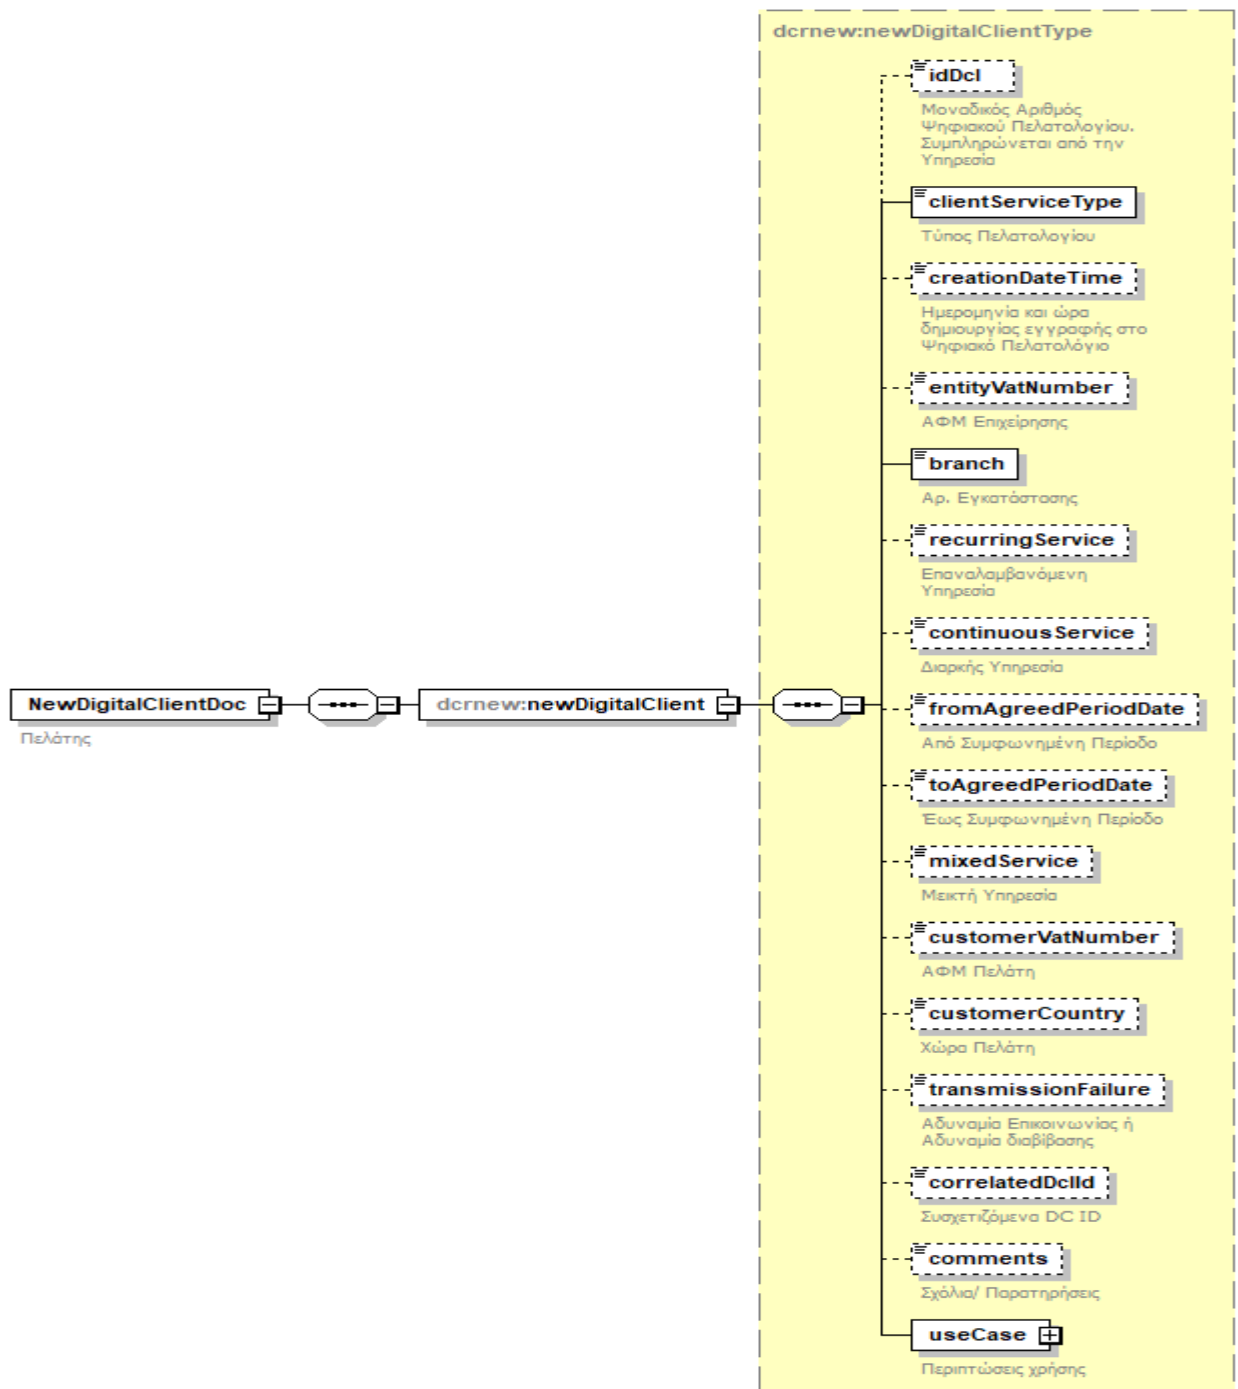 dcrnew:newDigitalClientType
idDcl
Μοναδικός Αριθμός
Ψηφιακού Πελατολογίου.
Συμπληρώνεται από την
Υπηρεσία
clientServiceType
Τύπος Πελατολογίου
creationDateTime
Ημερομηνία και ώρα
δημιουργίας εγγραφής στο
Ψηφιακό Πελατολόγιο
entityVatNumber
ΑΦΜ Επιχείρησης
branch
Αρ. Εγκατάστασης
recurringService
Επαναλαμβανόμενη
Υπηρεσία
continuousService
Διαρκής Υπηρεσία
NewDigitalClientDoc
Πελάτης
dcrnew:newDigitalClient
fromAgreedPeriodDate
Από Συμφωνημένη Περίοδο
toAgreedPeriodDate
Έως Συμφωνημένη Περίοδο
mixedService
Μεικτή Υπηρεσία
customerVatNumber
ΑΦΜ Πελάτη
customerCountry
Χώρα Πελάτη
transmissionFailure
Αδυναμία Επικοινωνίας ή
Αδυναμία διαβίβασης
correlatedDclId
Συσχετιζόμενα DC ID
comments
Σχόλια/ Παρατηρήσεις
useCase
Περιπτώσεις χρήσης